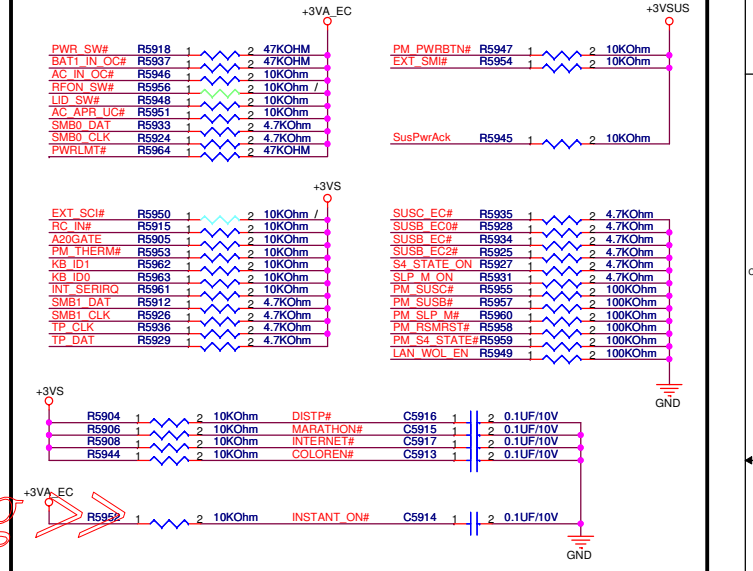 +3VA_EC
PWR_SW# R5918 1 2 47KOHM
BAT1_IN_OC# R5937 1 2 47KOHM
AC_IN_OC# R5946 1 2 10KOhm
RFON_SW# R5956 1 2 10KOhm /
LID_SW# R5948 1 2 10KOhm
AC_APR_UC# R5951 1 2 10KOhm
SMB0_DAT R5933 1 2 4.7KOhm
SMB0_CLK R5924 1 2 4.7KOhm
PWRLMT# R5964 1 2 47KOHM
+3VSUS
PM_PWRBTN# R5947 1 2 10KOhm
EXT_SMI# R5954 1 2 10KOhm
SusPwrAck R5945 1 2 10KOhm
+3VS
EXT_SCI# R5950 1 2 10KOhm /
RC_IN# R5915 1 2 10KOhm
A20GATE R5905 1 2 10KOhm
PM_THERM# R5953 1 2 10KOhm
KB_ID1 R5962 1 2 10KOhm
KB_ID0 R5963 1 2 10KOhm
INT_SERIRQ R5961 1 2 10KOhm
SMB1_DAT R5912 1 2 4.7KOhm
SMB1_CLK R5926 1 2 4.7KOhm
TP_CLK R5936 1 2 4.7KOhm
TP_DAT R5929 1 2 4.7KOhm
SUSC_EC# R5935 1 2 4.7KOhm
SUSB_EC0# R5928 1 2 4.7KOhm
SUSB_EC# R5934 1 2 4.7KOhm
SUSB_EC2# R5925 1 2 4.7KOhm
S4_STATE_ON R5927 1 2 4.7KOhm
SLP_M_ON R5931 1 2 4.7KOhm
PM_SUSC# R5955 1 2 100KOhm
PM_SUSB# R5957 1 2 100KOhm
PM_SLP_M# R5960 1 2 100KOhm
PM_RSMRST# R5958 1 2 100KOhm
PM_S4_STATE# R5959 1 2 100KOhm
LAN_WOL_EN R5949 1 2 100KOhm
GND
+3VS
R5904 1 2 10KOhm DISTP# C5916 1 2 0.1UF/10V
R5906 1 2 10KOhm MARATHON# C5915 1 2 0.1UF/10V
R5908 1 2 10KOhm INTERNET# C5917 1 2 0.1UF/10V
R5944 1 2 10KOhm COLOREN# C5913 1 2 0.1UF/10V
+3VA_EC
R5952 1 2 10KOhm INSTANT_ON# C5914 1 2 0.1UF/10V
GND